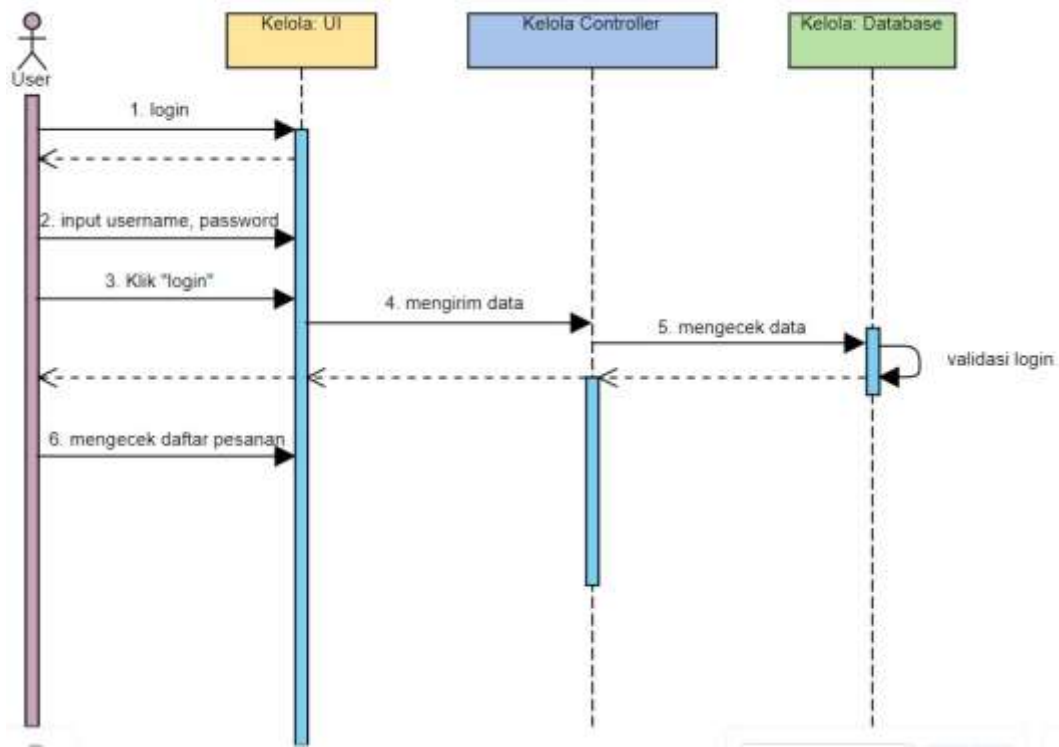 Kelola: UI
Kelola Controller
Kelola: Database
User
1. login
2. input username, password
3. Klik "login"
4. mengirim data
5. mengecek data
validasi login
6. mengecek daftar pesanan